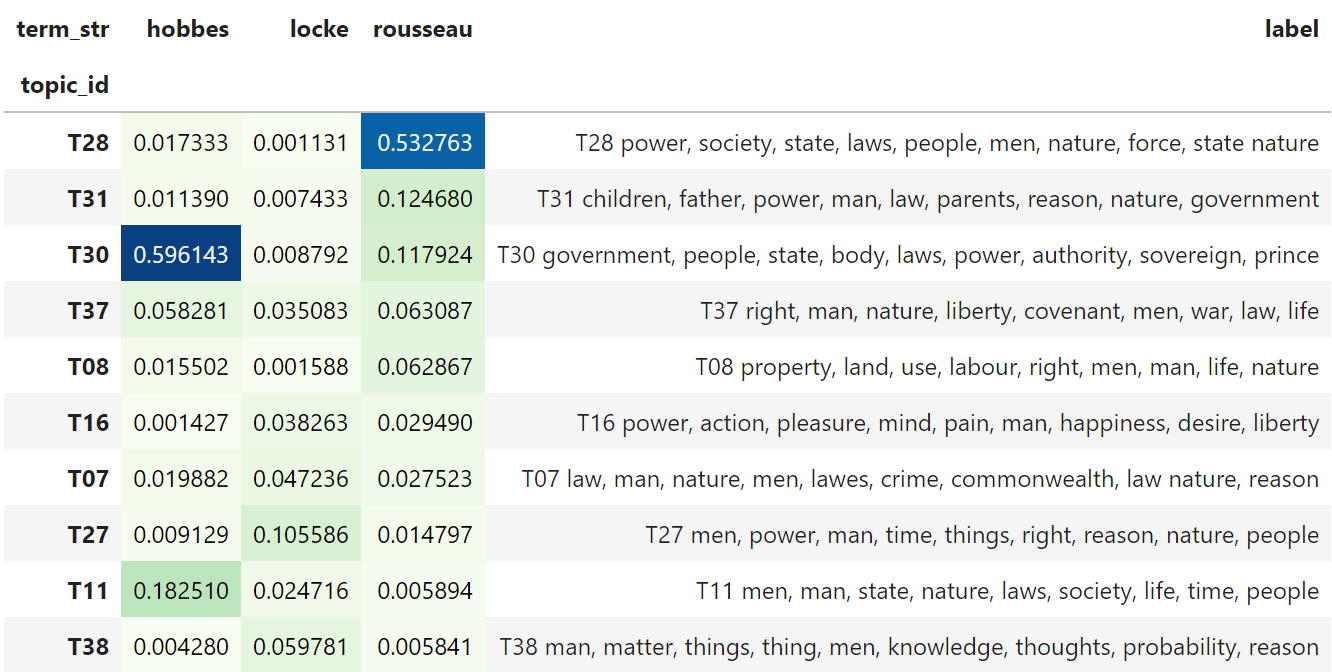 term_str hobbes locke rousseau label
topic_id
T28 0.017333 0.001131 0.532763 T28 power, society, state, laws, people, men, nature, force, state nature
T31 0.011390 0.007433 0.124680 T31 children, father, power, man, law, parents, reason, nature, government
T30 0.596143 0.008792 0.117924 T30 government, people, state, body, laws, power, authority, sovereign, prince
T37 0.058281 0.035083 0.063087 T37 right, man, nature, liberty, covenant, men, war, law, life
T08 0.015502 0.001588 0.062867 T08 property, land, use, labour, right, men, man, life, nature
T16 0.001427 0.038263 0.029490 T16 power, action, pleasure, mind, pain, man, happiness, desire, liberty
T07 0.019882 0.047236 0.027523 T07 law, man, nature, men, lawes, crime, commonwealth, law nature, reason
T27 0.009129 0.105586 0.014797 T27 men, power, man, time, things, right, reason, nature, people
T11 0.182510 0.024716 0.005894 T11 men, man, state, nature, laws, society, life, time, people
T38 0.004280 0.059781 0.005841 T38 man, matter, things, thing, men, knowledge, thoughts, probability, reason